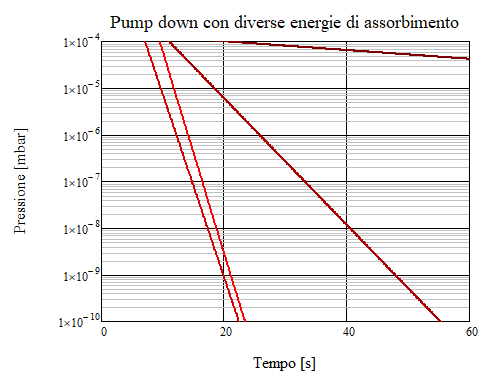 Pump down con diverse energie di assorbimento
1×10⁻⁴
1×10⁻⁵
1×10⁻⁶
1×10⁻⁷
1×10⁻⁸
1×10⁻⁹
1×10⁻¹⁰
Pressione [mbar]
0 20 40 60
Tempo [s]